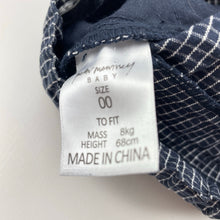 BABY
SIZE
00
TO FIT
MASS 8kg
HEIGHT 68cm
MADE IN CHINA